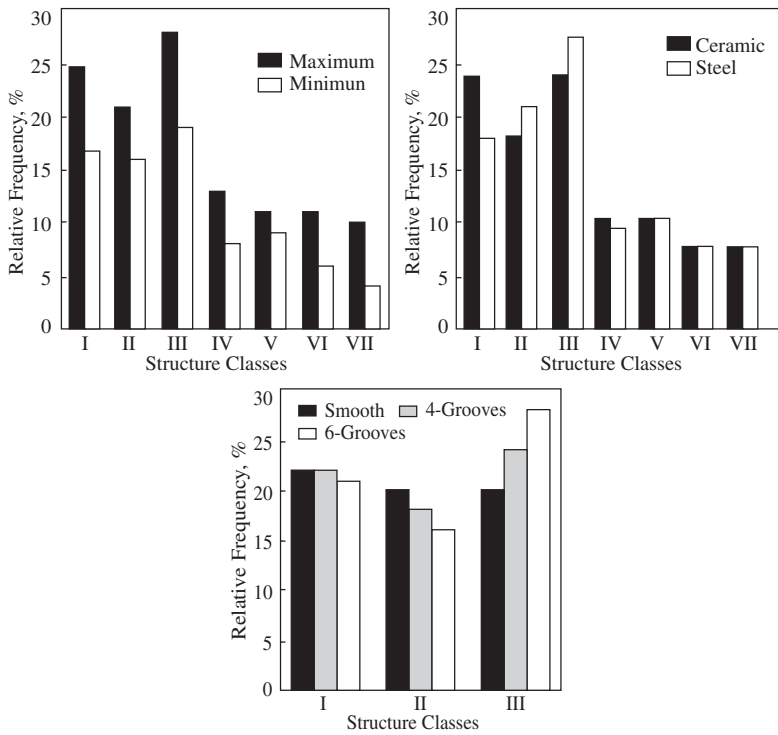 30
25
20
15
10
5
0
Relative Frequency, %
Maximum
Minimun
I II III IV V VI VII
Structure Classes
30
25
20
15
10
5
0
Relative Frequency, %
Ceramic
Steel
I II III IV V VI VII
Structure Classes
30
25
20
15
10
5
0
Relative Frequency, %
Smooth 4-Grooves
6-Grooves
I II III
Structure Classes